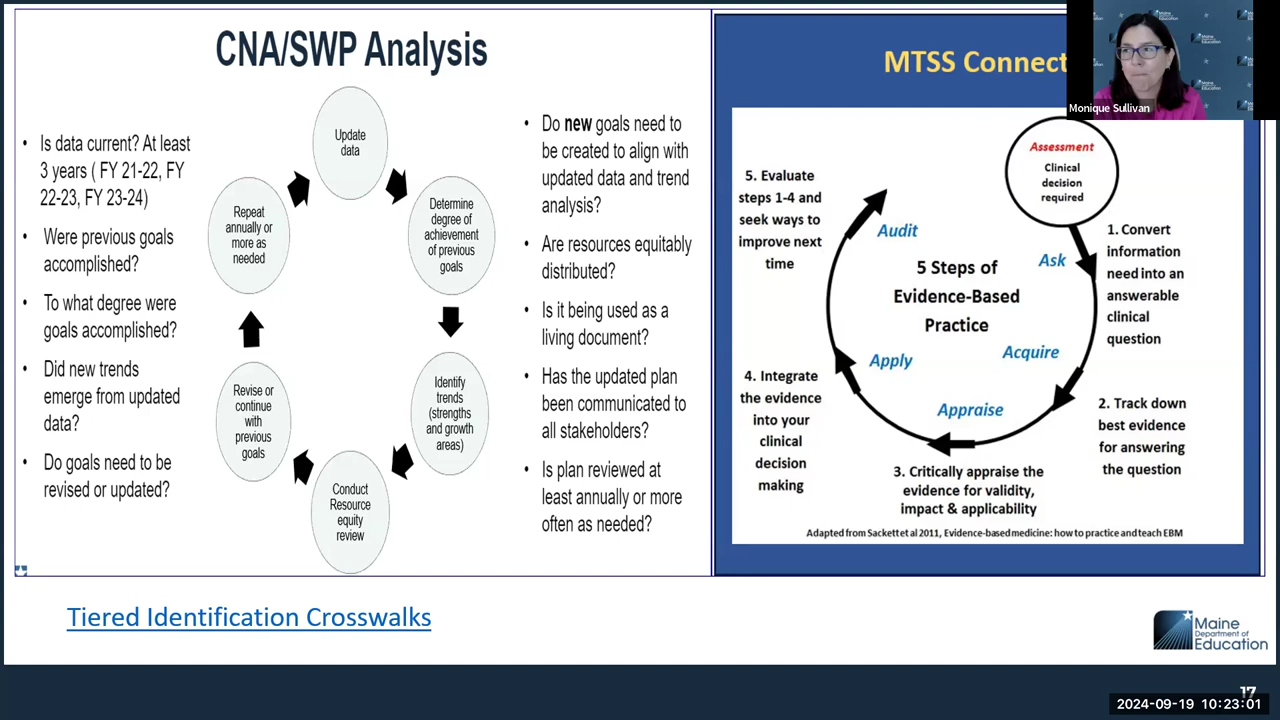 CNA/SWP Analysis
Is data current? At least
3 years ( FY 21-22, FY
22-23, FY 23-24)
Were previous goals
accomplished?
To what degree were
goals accomplished?
Did new trends
emerge from updated
data?
Do goals need to be
revised or updated?
Update
data
Determine
degree of
achievement
of previous
goals
Identify
trends
(strengths
and growth
areas)
Conduct
Resource
equity
review
Revise or
continue
with
previous
goals
Repeat
annually or
more as
needed
Do new goals need to
be created to align with
updated data and trend
analysis?
Are resources equitably
distributed?
Is it being used as a
living document?
Has the updated plan
been communicated to
all stakeholders?
Is plan reviewed at
least annually or more
often as needed?
MTSS Connect
Assessment
Clinical
decision
required
Ask
1. Convert
information
need into an
answerable
clinical
question
Acquire
2. Track down
best evidence
for answering
the question
Appraise
3. Critically appraise the
evidence for validity,
impact & applicability
Apply
4. Integrate
the evidence
into your
clinical
decision
making
Audit
5. Evaluate
steps 1-4 and
seek ways to
improve next
time
5 Steps of
Evidence-Based
Practice
Adapted from Sackett et al 2011, Evidence-based medicine: how to practice and teach EBM
Monique Sullivan
Tiered Identification Crosswalks
Maine
Department of
Education
17
2024-09-19 10:23:01